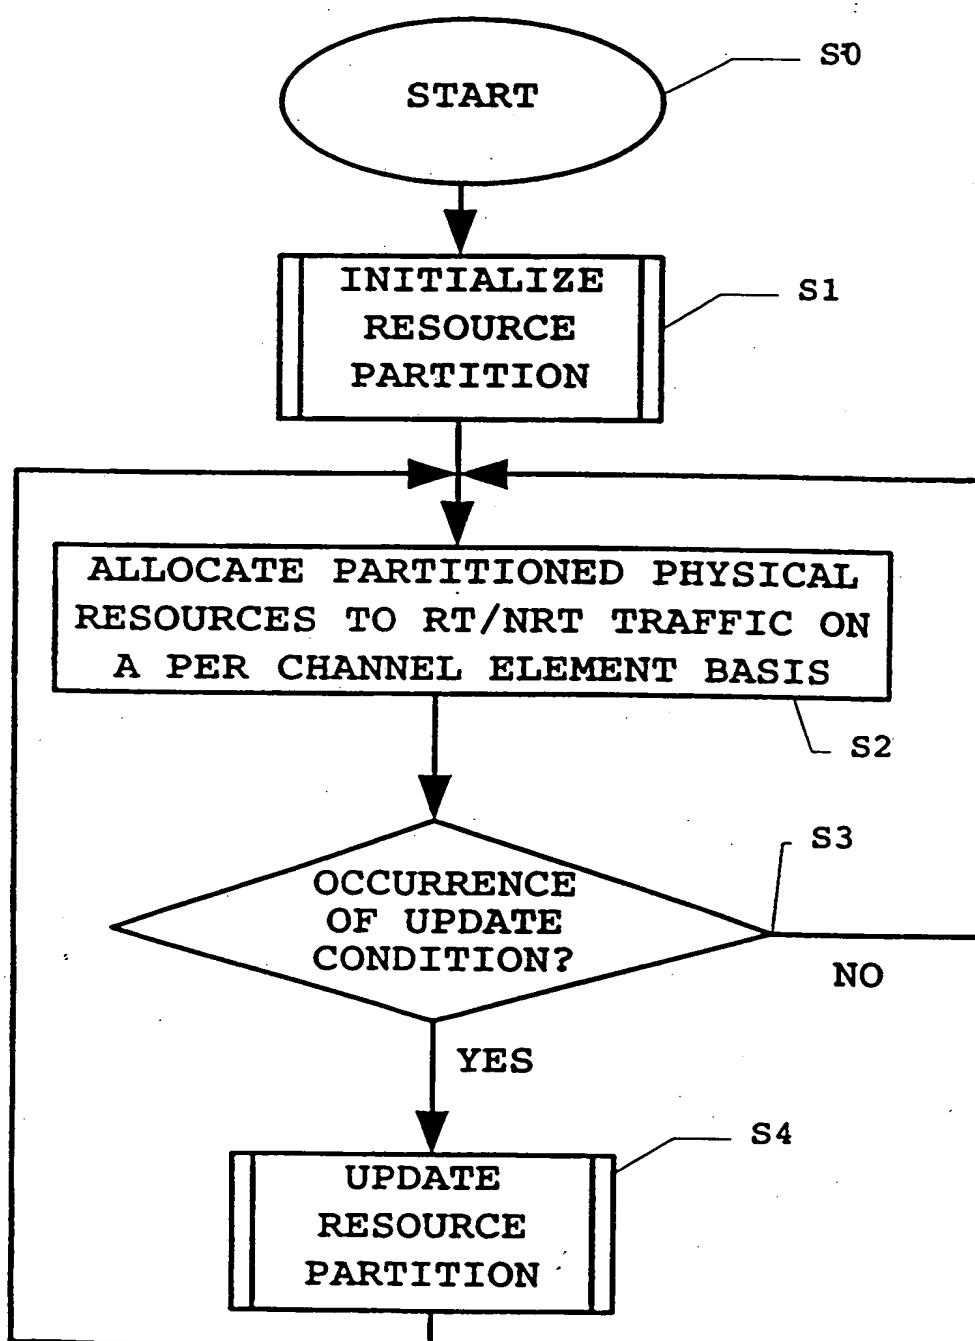 START
S0
INITIALIZE
RESOURCE
PARTITION
S1
ALLOCATE PARTITIONED PHYSICAL
RESOURCES TO RT/NRT TRAFFIC ON
A PER CHANNEL ELEMENT BASIS
S2
S3
OCCURRENCE
OF UPDATE
CONDITION?
NO
YES
S4
UPDATE
RESOURCE
PARTITION